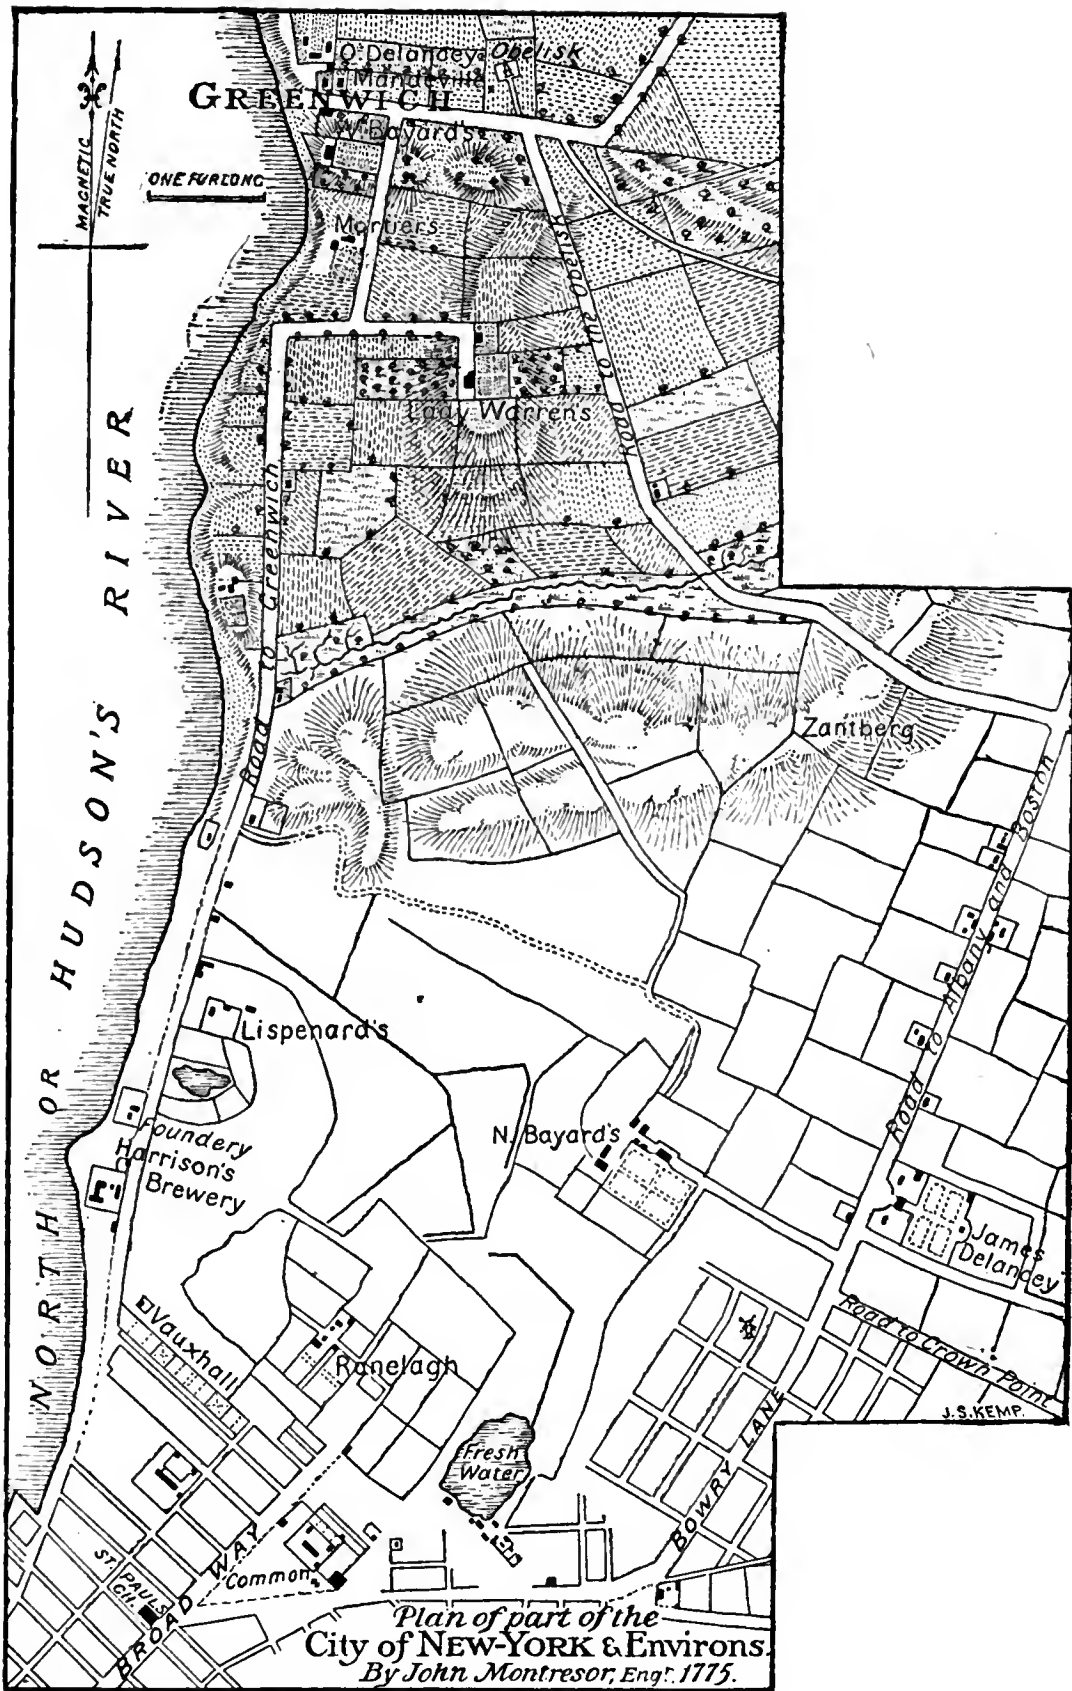 O. Delancey
Obelisk
A
Mandeville
GREENWICH
W. Bayard's
MAGNETIC
TRUE NORTH
ONE FURLONG
Mortiers
Road to the Obelisk
Lady Warren's
Road to Greenwich
NORTH OR HUDSON'S RIVER
Zantberg
Road to Albany and Boston
Lispenard's
Foundery
Harrison's
Brewery
N. Bayard's
James
Delancey
Road to Crown Point
J.S. KEMP.
Vauxhall
Ranelagh
Fresh
Water
BOWRY LANE
BROAD WAY
Common
ST. PAULS
CH.
Plan of part of the
City of NEW-YORK & Environs.
By John Montresor, Engr. 1775.